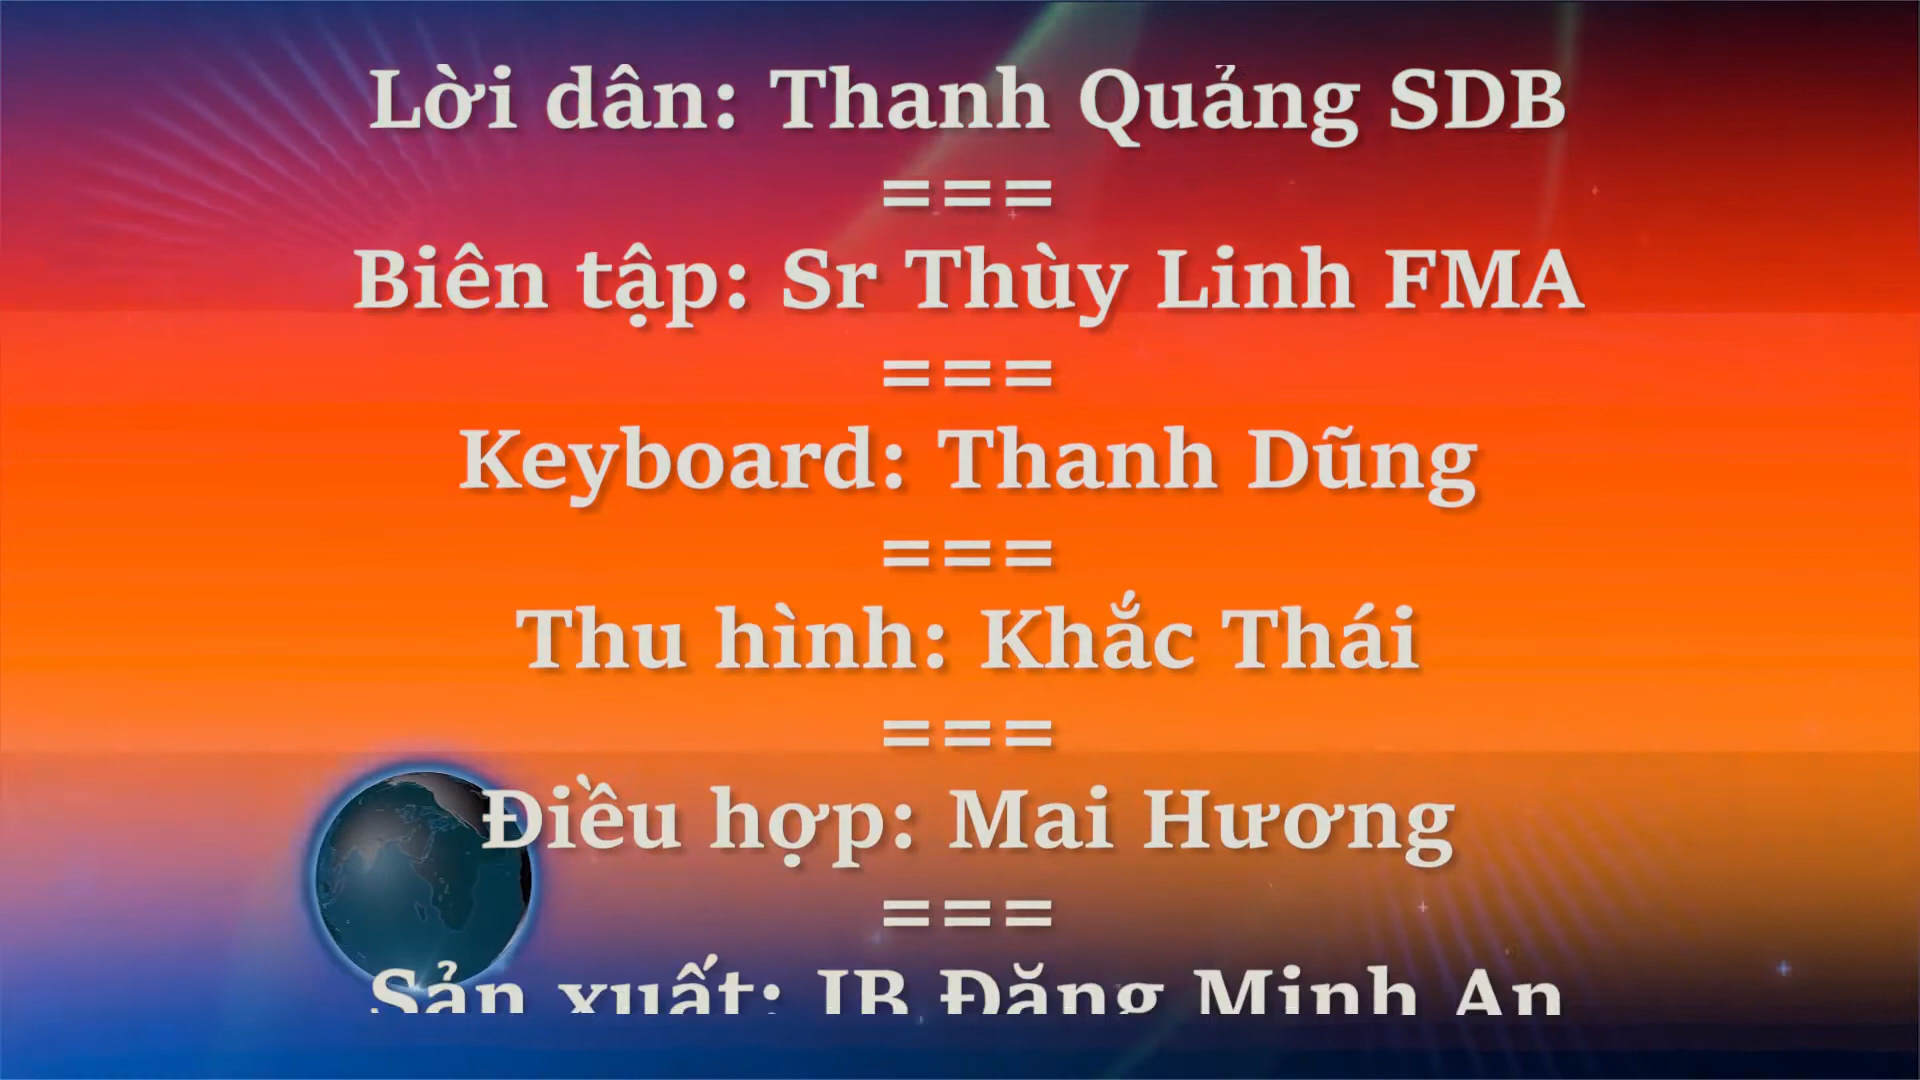 Lời dân: Thanh Quảng SDB
===
Biên tập: Sr Thùy Linh FMA
===
Keyboard: Thanh Dũng
===
Thu hình: Khắc Thái
===
Điều hợp: Mai Hương
===
Sản xuất: JB Đăng Minh An